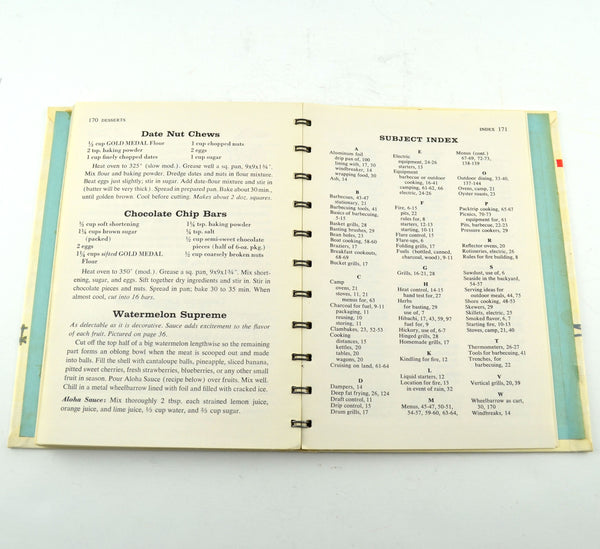 170 DESSERTS
Date Nut Chews
cup GOLD MEDAL Flour
2 tsp. baking powder
1 cup finely chopped dates
1 cup chopped nuts
2 eggs
1 cup sugar
Heat oven to 325° (slow mod.). Grease well a sq. pan, 9x9x1¾".
Mix flour and baking powder. Dredge dates and nuts in flour mixture.
Beat eggs just slightly; stir in sugar. Add date-flour mixture and stir in
(batter will be very thick). Spread in prepared pan. Bake about 30 min.,
until golden brown. Cool before cutting. Makes about 2 doz. squares.
Chocolate Chip Bars
cup soft shortening
cup brown sugar
(packed)
2 eggs
cups sifted GOLD MEDAL
Flour
tsp. baking powder
tsp. salt
½ cup semi-sweet chocolate
pieces (half of 6-oz. pkg.)
½ cup coarsely broken nuts
Heat oven to 350° (mod.). Grease a sq. pan, 9x9x1¾". Mix short-
ening, sugar, and eggs. Sift together dry ingredients and stir in. Stir in
chocolate pieces and nuts. Spread in pan; bake 30 to 35 min. When
almost cool, cut into 16 bars.
Watermelon Supreme
As delectable as it is decorative. Sauce adds excitement to the flavor
of each fruit. Pictured on page 36.
Cut off the top half of a big watermelon lengthwise so the remaining
part forms an oblong bowl when the meat is scooped out and made
into balls. Fill the shell with cantaloupe balls, pineapple, sliced bananas,
pitted sweet cherries, fresh strawberries, blueberries, or any other small
fruit in season. Pour Aloha Sauce (recipe below) over fruits. Mix well.
Chill in a metal wheelbarrow lined with foil and filled with cracked ice.
Aloha Sauce: Mix thoroughly 2 tbsp. each strained lemon juice,
orange juice, and lime juice, ½ cup water, and ⅔ cup sugar.
INDEX 171
SUBJECT INDEX
A
Aluminum foil
drip pan of, 100
lining with, 17, 30
windbreaker, 14
wrapping food, 30
Ash, 14
B
Barbecues, 43-47
stationary, 21
Barbecuing tools, 41
Basics of barbecuing,
5-15
Basting brushes, 29
Bean holes, 23
Boat cooking, 58-60
Braziers, 17
Breakfast cookouts,
68-69
Bucket grills, 17
C
Camp
ovens, 21
stoves, 11, 21
menus for, 63
Charcoal for fuel, 9-11
packaging, 11
reusing, 10
storing, 11
Clambakes, 23, 52-53
Cooking
distances, 15
kettles, 20
tables, 20
wagons, 20
Cruising on land, 61-64
D
Dampers, 14
Deep fat frying, 26, 124
Draft control, 11
Drip control, 15
Drum grills, 17
E
Electric
equipment, 24-26
starters, 13
Equipment
barbecue or outdoor
cooking, 16-41
camping, 61-62, 66
electric, 24-26
F
Fire, 6-15
pits, 22
rules for, 8
starters, 12-13
starting, 10-11
Flare-ups, 6
Folding grills, 17
Fuels (bottled, canned,
charcoal, wood), 9-11
G
Grills, 16-21, 28
H
Heat control, 14-15
hand test for, 27
Herbs
for basting, 29
use of, 7
Hibachi, 17, 43, 59, 97
fuel for, 9
Hickory, use of, 6-7
Hinged grills, 28
Homemade grills, 17
K
Kindling for fire, 12
L
Liquid starters, 12
Location for fire, 13
in event of rain, 32
M
Menus, 45-47, 50-51,
54-57, 59-60, 63-64,
Menus (cont.)
67-69, 72-73,
138-139
O
Outdoor dining, 33-40,
137-144
Ovens, camp, 21
Oyster roasts, 23
P
Packtrip cooking, 65-67
Picnics, 70-73
equipment for, 61
Pits, barbecue, 22-23
Pressure cookers, 29
R
Reflector ovens, 20
Rotisseries, electric, 26
Rules for fire building, 8
S
Sawdust, use of, 6
Seaside in the backyard,
54-57
Serving ideas for
outdoor meals, 44, 75
Shore cooking, 48-53
Skewers, 29
Skillets, electric, 25
Smoked flavor, 6, 7
Starting fire, 10-13
Stoves, camp, 21, 40
T
Thermometers, 26-27
Tools for barbecuing, 41
Trenches, for
barbecuing, 22
V
Vertical grills, 20, 39
W
Wheelbarrow as cart,
30, 170
Windbreaks, 14